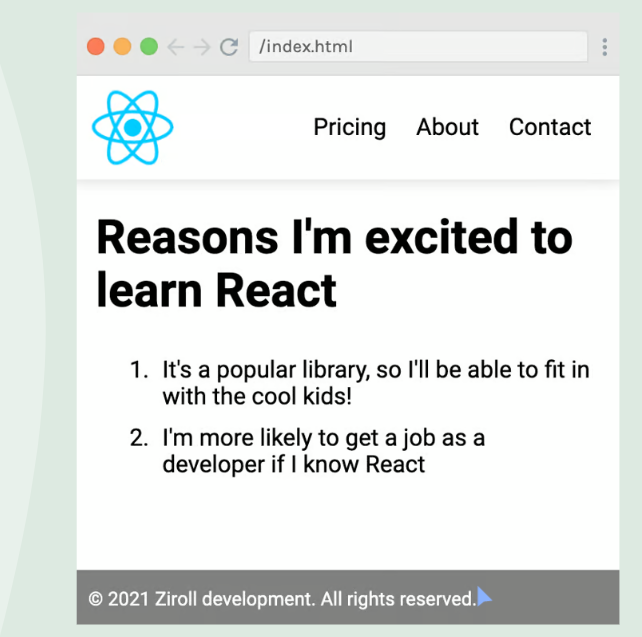 /index.html
Pricing About Contact
Reasons I'm excited to
learn React
1. It's a popular library, so I'll be able to fit in
with the cool kids!
2. I'm more likely to get a job as a
developer if I know React
© 2021 Ziroll development. All rights reserved.